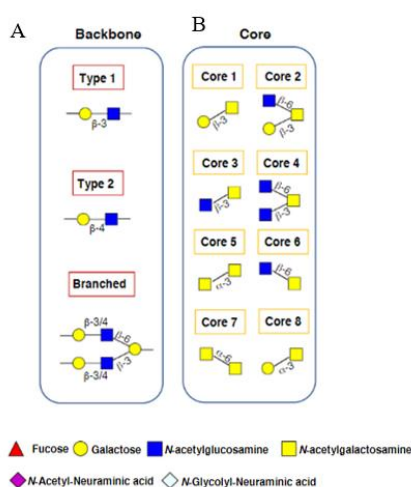 A
B
Backbone
Core
Type 1
β-3
Type 2
β-4
Branched
β-3/4
β-6
β-3/4
β-3
Core 1
Core 2
β-3
β-6
β-3
Core 3
Core 4
β-3
β-6
β-3
Core 5
Core 6
α-3
β-6
Core 7
Core 8
α-6
α-3
Fucose Galactose N-acetylglucosamine N-acetylgalactosamine
N-Acetyl-Neuraminic acid N-Glycolyl-Neuraminic acid